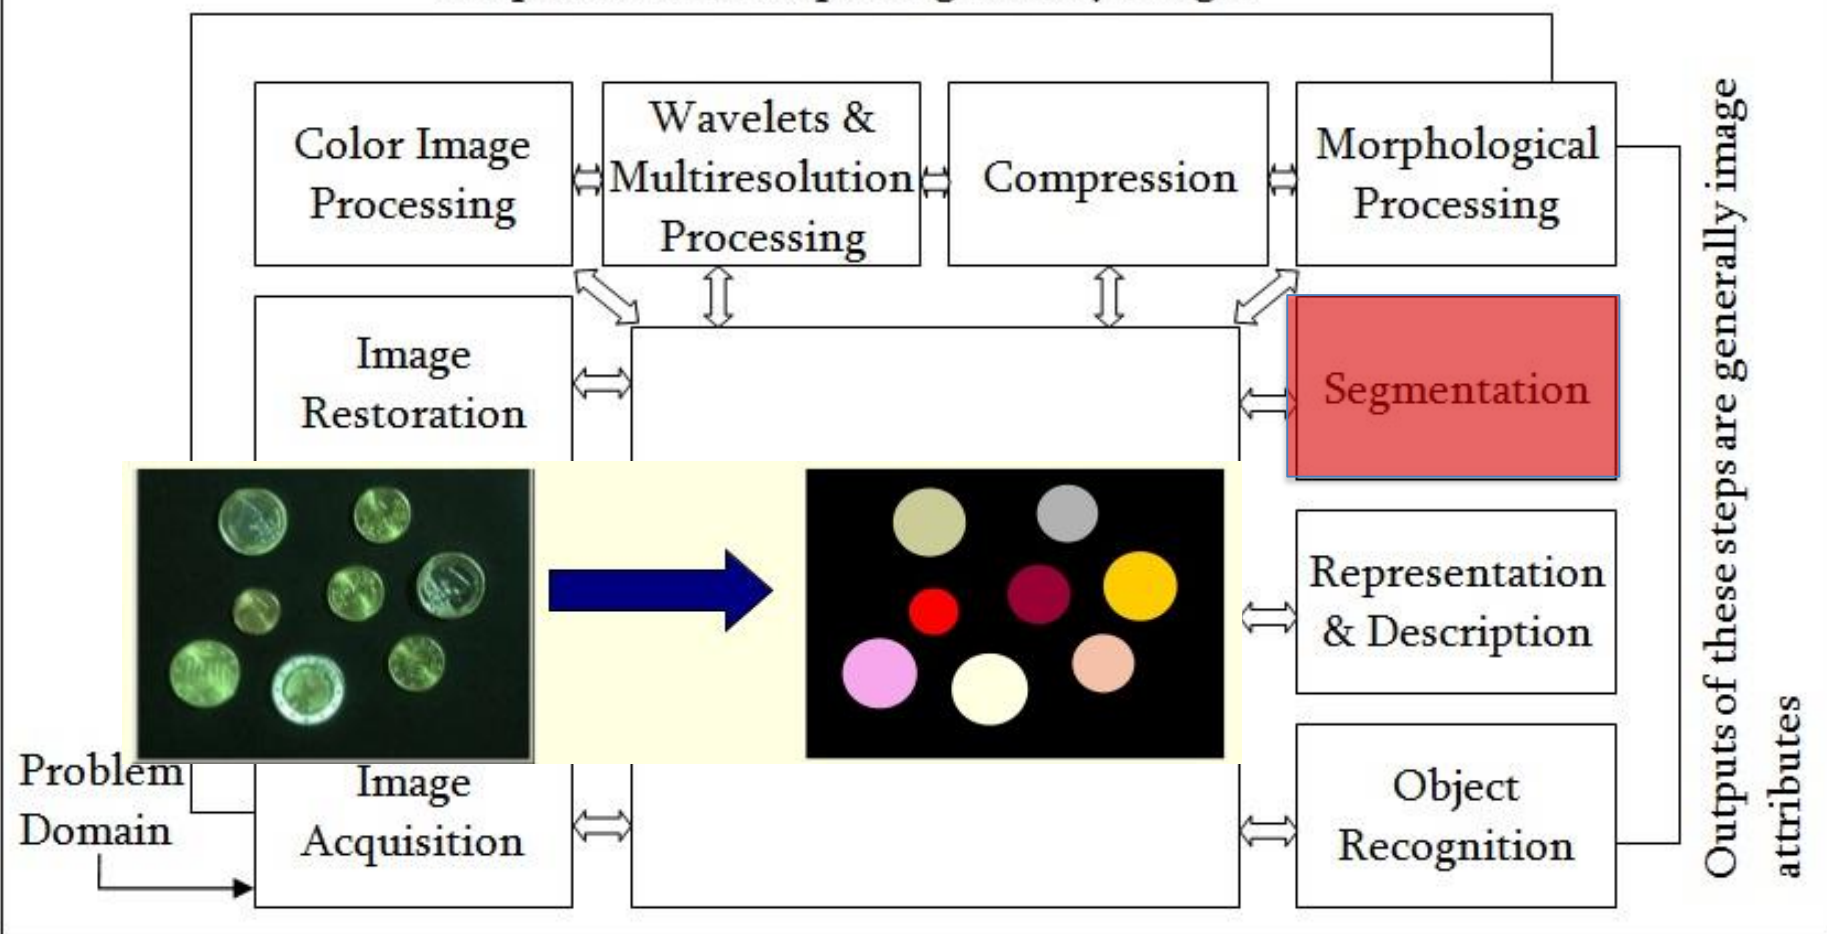 Color Image
Processing
Wavelets &
Multiresolution
Processing
Compression
Morphological
Processing
Image
Restoration
Segmentation
Representation
& Description
Problem
Domain
Image
Acquisition
Object
Recognition
Outputs of these steps are generally image
attributes